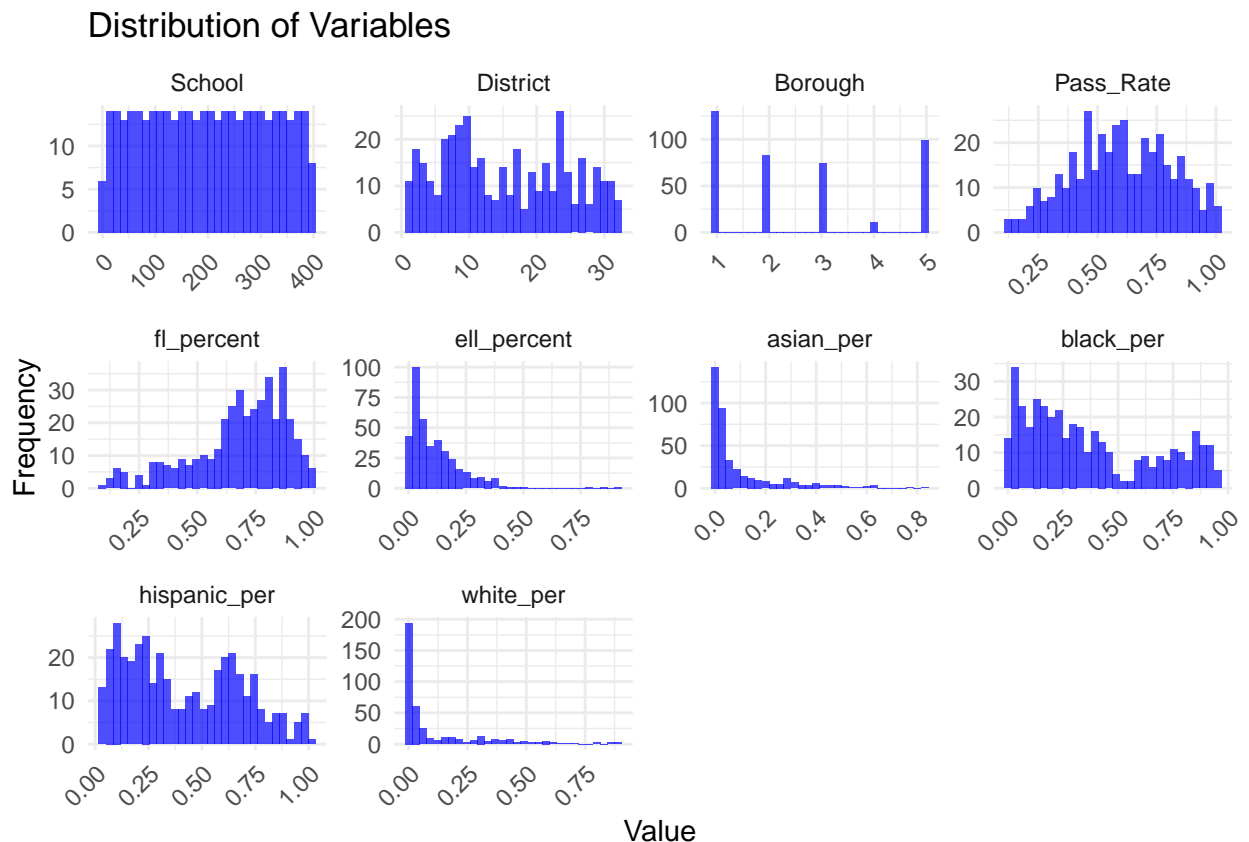 Distribution of Variables
School District Borough Pass_Rate
10 5 0 20 10 0 100 50 0 20 10 0
0 100 200 300 400 0 10 20 30 1 2 3 4 5 0.25 0.50 0.75 1.00
fl_percent ell_percent asian_per black_per
30 20 10 0 100 75 50 25 0 100 50 0 30 20 10 0
0.25 0.50 0.75 1.00 0.00 0.25 0.50 0.75 0.0 0.2 0.4 0.6 0.8 0.00 0.25 0.50 0.75 1.00
hispanic_per white_per
20 10 0 200 150 100 50 0
0.00 0.25 0.50 0.75 1.00 0.00 0.25 0.50 0.75
Frequency
Value